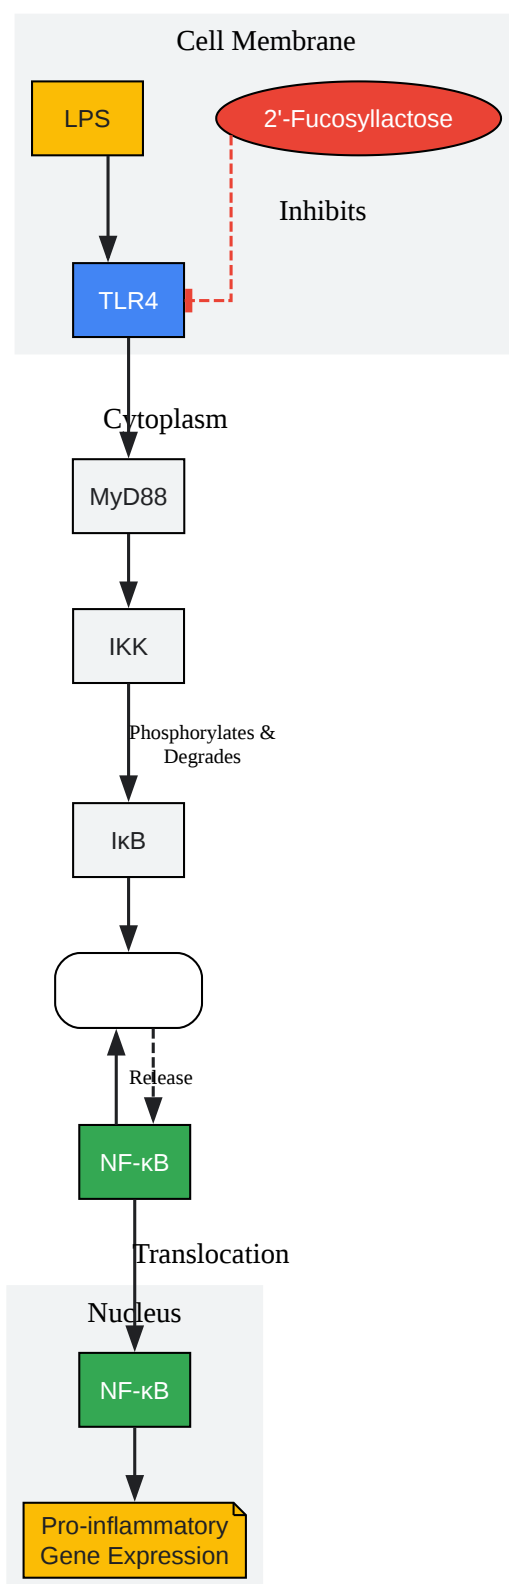 Cell Membrane
LPS
2'-Fucosyllactose
Inhibits
TLR4
Cytoplasm
MyD88
IKK
Phosphorylates &
Degrades
IκB
Release
NF-κB
Translocation
Nucleus
NF-κB
Pro-inflammatory
Gene Expression